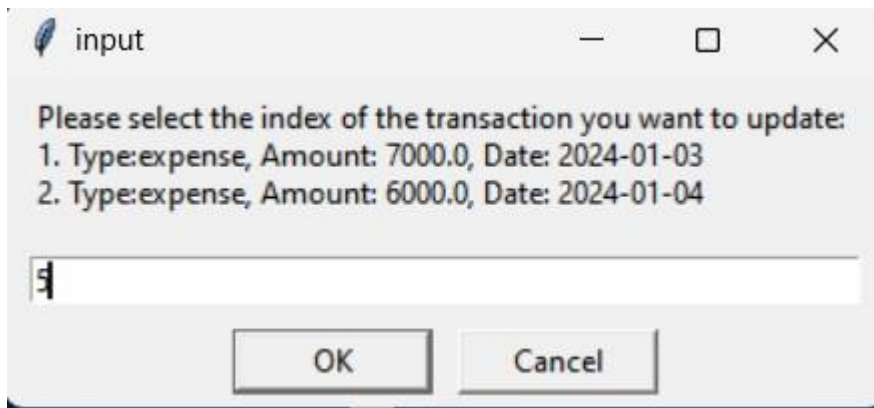 input
Please select the index of the transaction you want to update:
1. Type:expense, Amount: 7000.0, Date: 2024-01-03
2. Type:expense, Amount: 6000.0, Date: 2024-01-04
5
OK Cancel